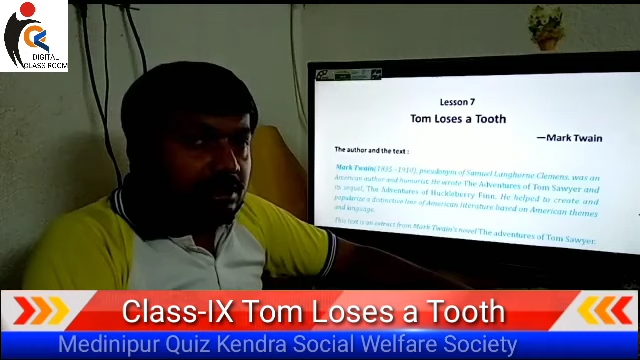 DIGITAL
CLASS ROOM
Lesson 7
Tom Loses a Tooth
—Mark Twain
The author and the text :
Mark Twain(1835-1910), pseudonym of Samuel Langhorne Clemens, was an
American author and humorist. He wrote The Adventures of Tom Sawyer and
its sequel, The Adventures of Huckleberry Finn. He helped to create and
popularize a distinctive form of American literature based on American themes
and language.
This text is an extract from Mark Twain's novel The adventures of Tom Sawyer.
Class-IX Tom Loses a Tooth
Medinipur Quiz Kendra Social Welfare Society